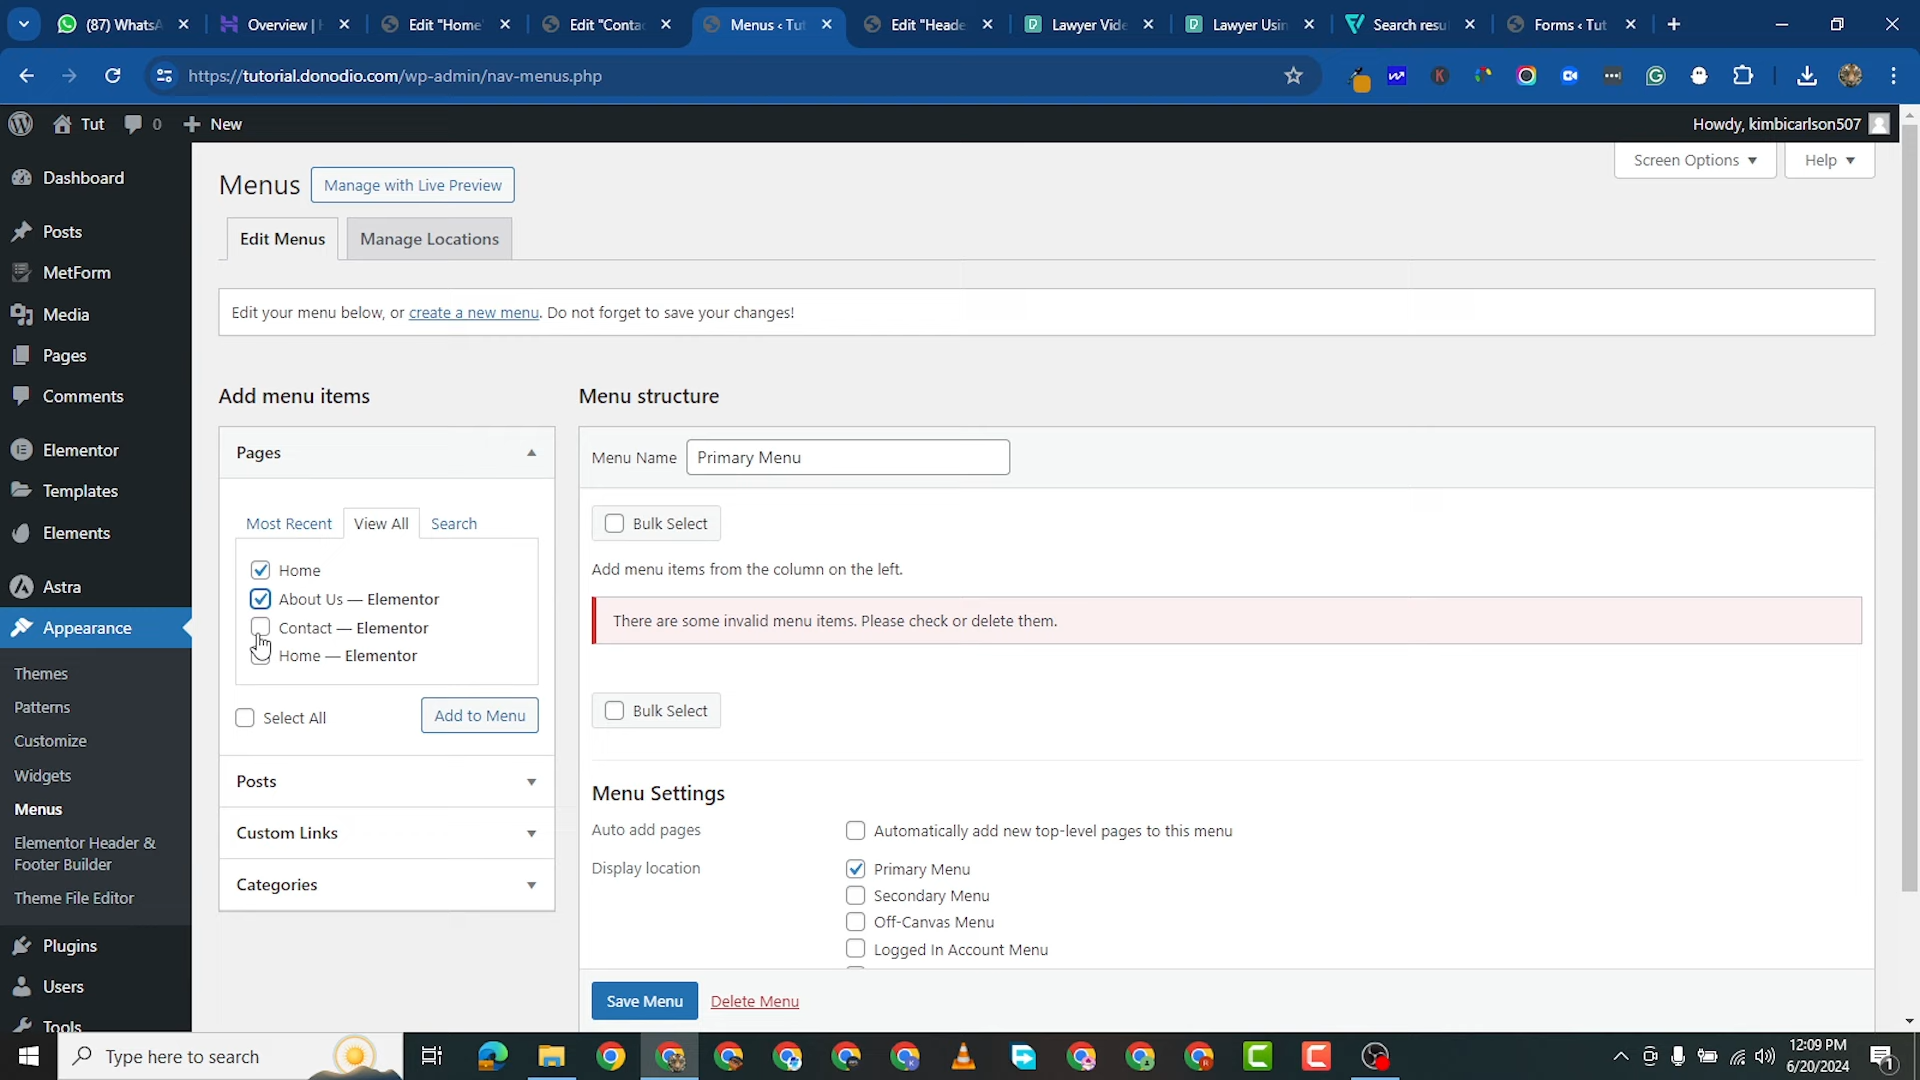 (87) WhatsA
Overview |
Edit "Home"
Edit "Conta
Menus ‹ Tut
Edit "Heade
Lawyer Vide
Lawyer Usin
Search resu
Forms ‹ Tut
https://tutorial.donodio.com/wp-admin/nav-menus.php
Tut
0
New
Howdy, kimbicarlson507
Dashboard
Posts
MetForm
Media
Pages
Comments
Elementor
Templates
Elements
Astra
Appearance
Themes
Patterns
Customize
Widgets
Menus
Elementor Header &
Footer Builder
Theme File Editor
Plugins
Users
Tools
Menus
Manage with Live Preview
Screen Options
Help
Edit Menus
Manage Locations
Edit your menu below, or create a new menu. Do not forget to save your changes!
Add menu items
Pages
Most Recent
View All
Search
Home
About Us — Elementor
Contact — Elementor
Home — Elementor
Select All
Add to Menu
Posts
Custom Links
Categories
Menu structure
Menu Name
Primary Menu
Bulk Select
Add menu items from the column on the left.
There are some invalid menu items. Please check or delete them.
Bulk Select
Menu Settings
Auto add pages
Automatically add new top-level pages to this menu
Display location
Primary Menu
Secondary Menu
Off-Canvas Menu
Logged In Account Menu
Save Menu
Delete Menu
Type here to search
12:09 PM
6/20/2024
1